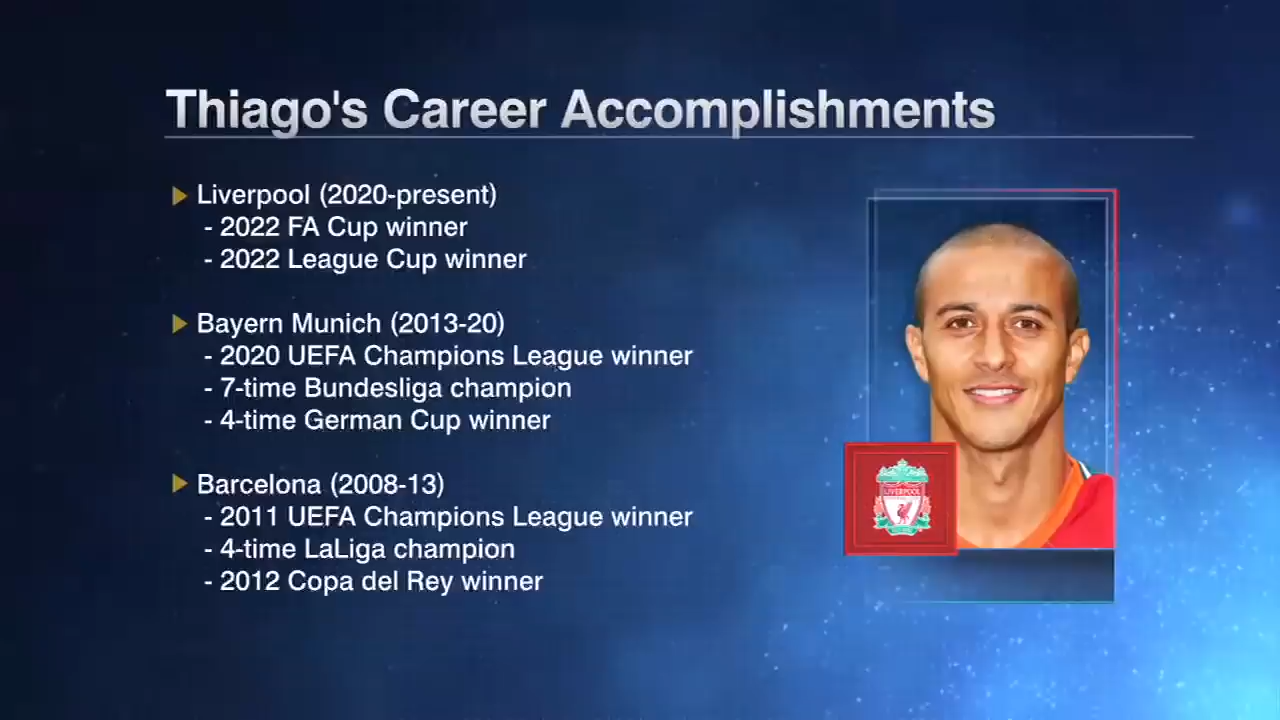 Thiago's Career Accomplishments
Liverpool (2020-present)
- 2022 FA Cup winner
- 2022 League Cup winner
Bayern Munich (2013-20)
- 2020 UEFA Champions League winner
- 7-time Bundesliga champion
- 4-time German Cup winner
Barcelona (2008-13)
- 2011 UEFA Champions League winner
- 4-time LaLiga champion
- 2012 Copa del Rey winner
LIVERPOOL